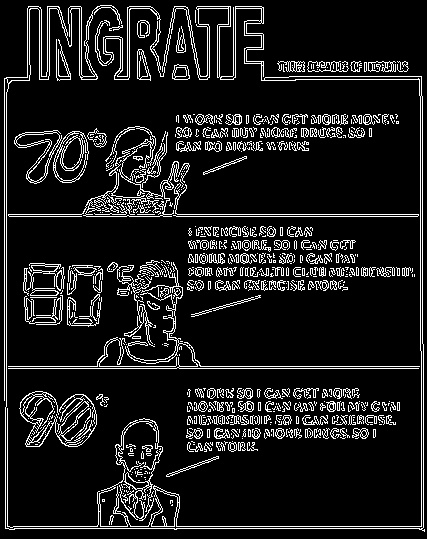 INGRATE
THREE DECADES OF INGRATES
70'S
I WORK SO I CAN GET MORE MONEY.
SO I CAN BUY MORE DRUGS. SO I
CAN DO MORE WORK.
80'S
I EXERCISE SO I CAN
WORK MORE, SO I CAN GET
MORE MONEY. SO I CAN PAY
FOR MY HEALTH CLUB MEMBERSHIP.
SO I CAN EXERCISE MORE.
90'S
I WORK SO I CAN GET MORE
MONEY, SO I CAN PAY FOR MY GYM
MEMBERSHIP. SO I CAN EXERCISE.
SO I CAN DO MORE DRUGS. SO I
CAN WORK.